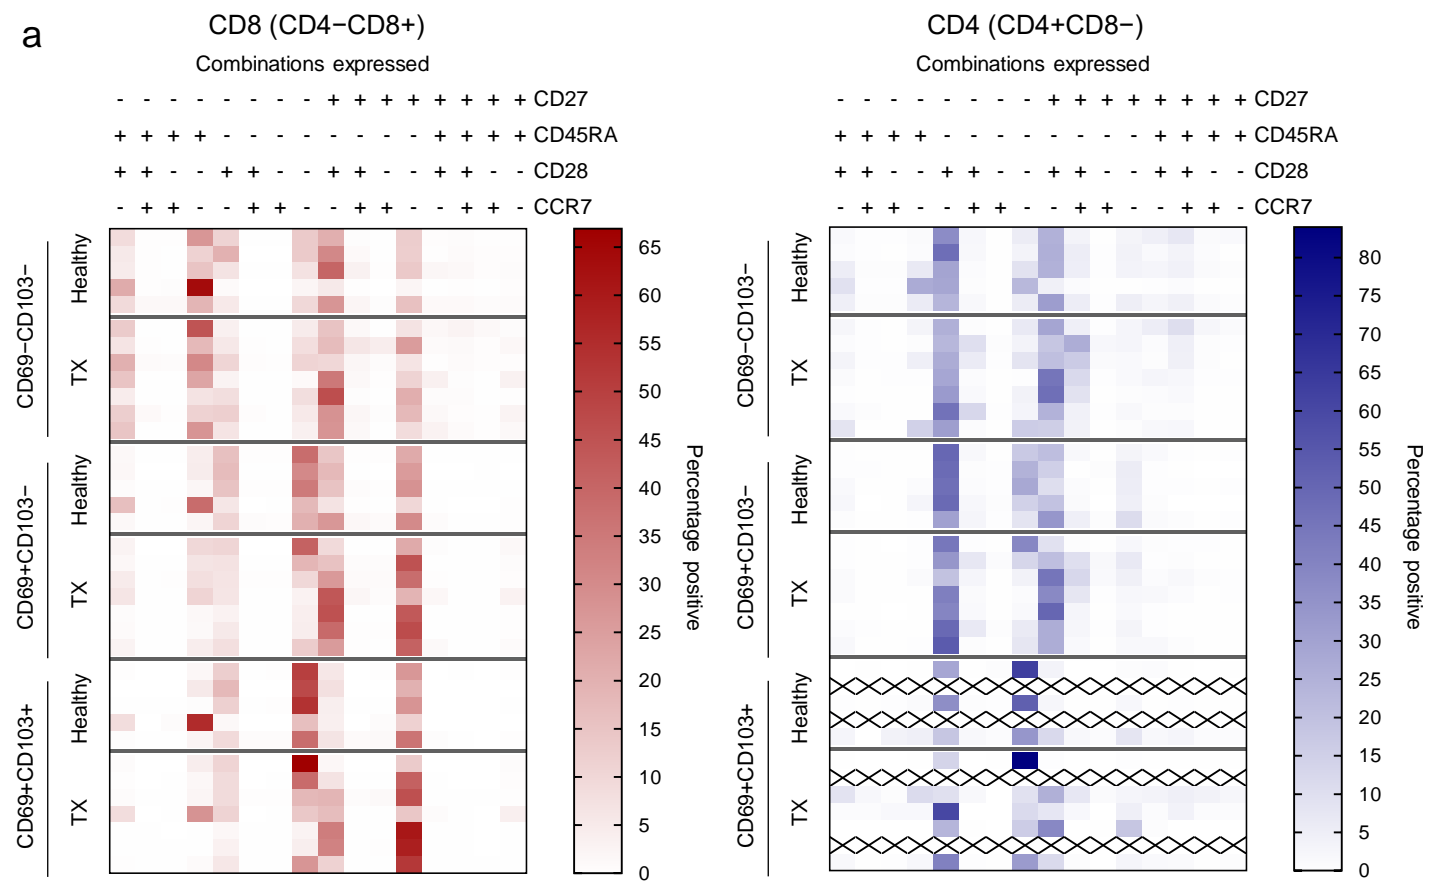 a
CD8 (CD4−CD8+)
Combinations expressed
- - - - - - - - + + + + + + + + CD27
+ + + + - - - - - - - - + + + + CD45RA
+ + - - + + - - + + - - + + - - CD28
- + + - - + + - - + + - - + + - CCR7
CD69−CD103−
Healthy
TX
CD69+CD103−
Healthy
TX
CD69+CD103+
Healthy
TX
65
60
55
50
45
40
35
30
25
20
15
10
5
0
Percentage positive
CD4 (CD4+CD8−)
Combinations expressed
- - - - - - - - + + + + + + + + CD27
+ + + + - - - - - - - - + + + + CD45RA
+ + - - + + - - + + - - + + - - CD28
- + + - - + + - - + + - - + + - CCR7
CD69−CD103−
Healthy
TX
CD69+CD103−
Healthy
TX
CD69+CD103+
Healthy
TX
80
75
70
65
60
55
50
45
40
35
30
25
20
15
10
5
0
Percentage positive